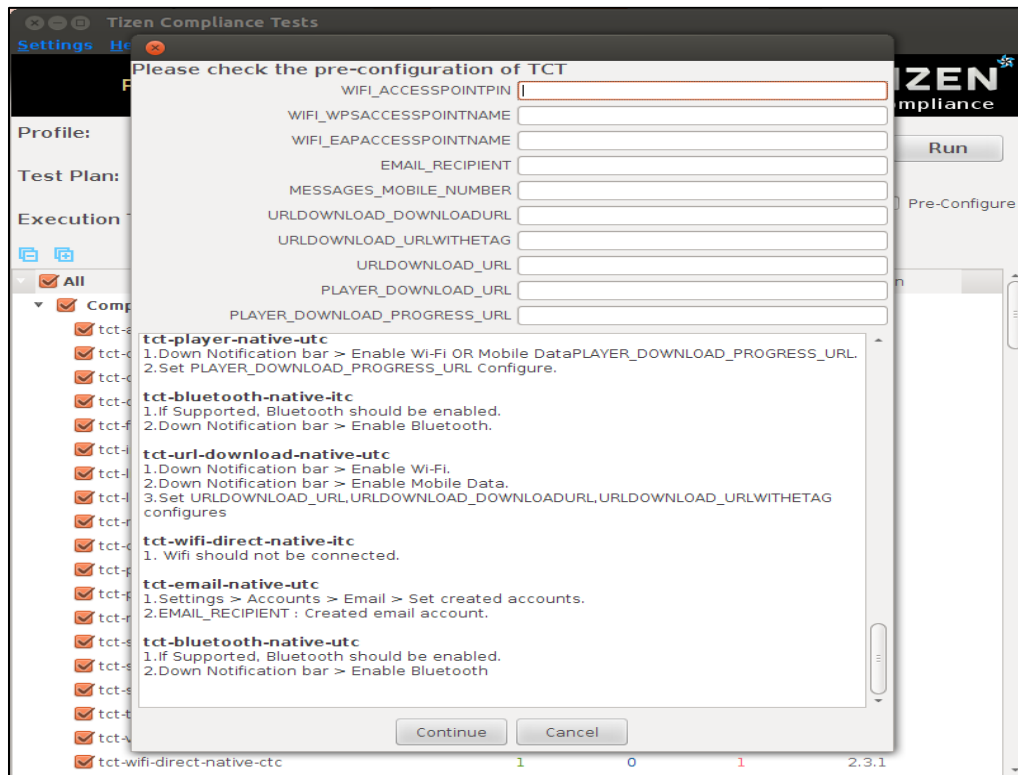 Tizen Compliance Tests
Settings He
Please check the pre-configuration of TCT
IZEN
mpliance
Profile:
Run
Test Plan:
Pre-Configure
Execution
WIFI_ACCESSPOINTPIN
WIFI_WPSACCESSPOINTNAME
WIFI_EAPACCESSPOINTNAME
EMAIL_RECIPIENT
MESSAGES_MOBILE_NUMBER
URLDOWNLOAD_DOWNLOADURL
URLDOWNLOAD_URLWITHETAG
URLDOWNLOAD_URL
PLAYER_DOWNLOAD_URL
PLAYER_DOWNLOAD_PROGRESS_URL
All
Comp
tct-player-native-utc
1.Down Notification bar > Enable Wi-Fi OR Mobile DataPLAYER_DOWNLOAD_PROGRESS_URL.
2.Set PLAYER_DOWNLOAD_PROGRESS_URL Configure.
tct-bluetooth-native-itc
1.If Supported, Bluetooth should be enabled.
2.Down Notification bar > Enable Bluetooth.
tct-url-download-native-utc
1.Down Notification bar > Enable Wi-Fi.
2.Down Notification bar > Enable Mobile Data.
3.Set URLDOWNLOAD_URL,URLDOWNLOAD_DOWNLOADURL,URLDOWNLOAD_URLWITHETAG
configures
tct-wifi-direct-native-itc
1. Wifi should not be connected.
tct-email-native-utc
1.Settings > Accounts > Email > Set created accounts.
2.EMAIL_RECIPIENT : Created email account.
tct-bluetooth-native-utc
1.If Supported, Bluetooth should be enabled.
2.Down Notification bar > Enable Bluetooth
Continue Cancel
tct-wifi-direct-native-ctc 1 0 1 2.3.1